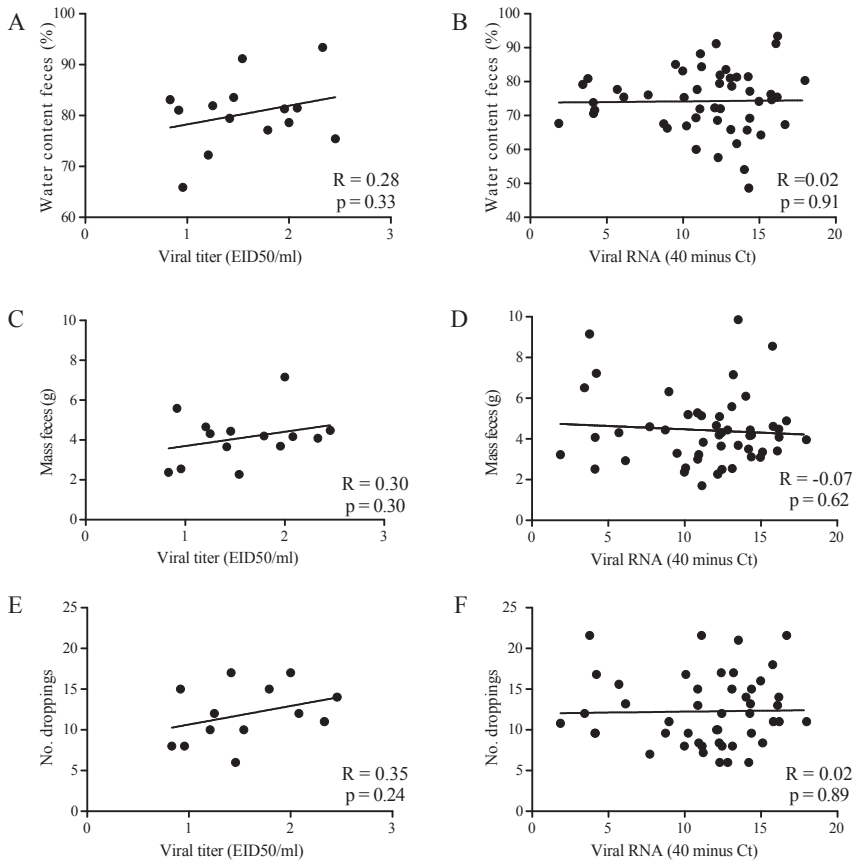 A
Water content feces (%)
100
90
80
70
60
0
1
2
3
Viral titer (EID50/ml)
R = 0.28
p = 0.33
B
Water content feces (%)
100
90
80
70
60
50
40
0
5
10
15
20
Viral RNA (40 minus Ct)
R =0.02
p = 0.91
C
Mass feces (g)
10
8
6
4
2
0
0
1
2
3
Viral titer (EID50/ml)
R = 0.30
p = 0.30
D
Mass feces (g)
10
8
6
4
2
0
0
5
10
15
20
Viral RNA (40 minus Ct)
R = -0.07
p = 0.62
E
No. droppings
25
20
15
10
5
0
0
1
2
3
Viral titer (EID50/ml)
R = 0.35
p = 0.24
F
No. droppings
25
20
15
10
5
0
0
5
10
15
20
Viral RNA (40 minus Ct)
R = 0.02
p = 0.89